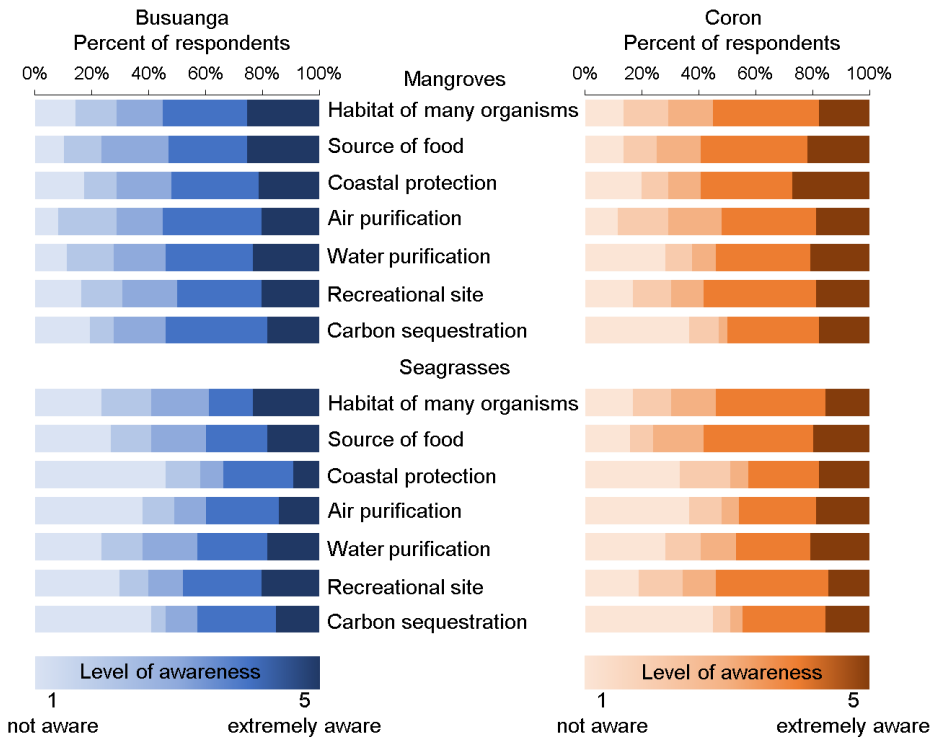 Busuanga
Percent of respondents
0% 20% 40% 60% 80% 100%
Coron
Percent of respondents
0% 20% 40% 60% 80% 100%
Mangroves
Habitat of many organisms
Source of food
Coastal protection
Air purification
Water purification
Recreational site
Carbon sequestration
Seagrasses
Habitat of many organisms
Source of food
Coastal protection
Air purification
Water purification
Recreational site
Carbon sequestration
Level of awareness
1 5
not aware extremely aware
Level of awareness
1 5
not aware extremely aware